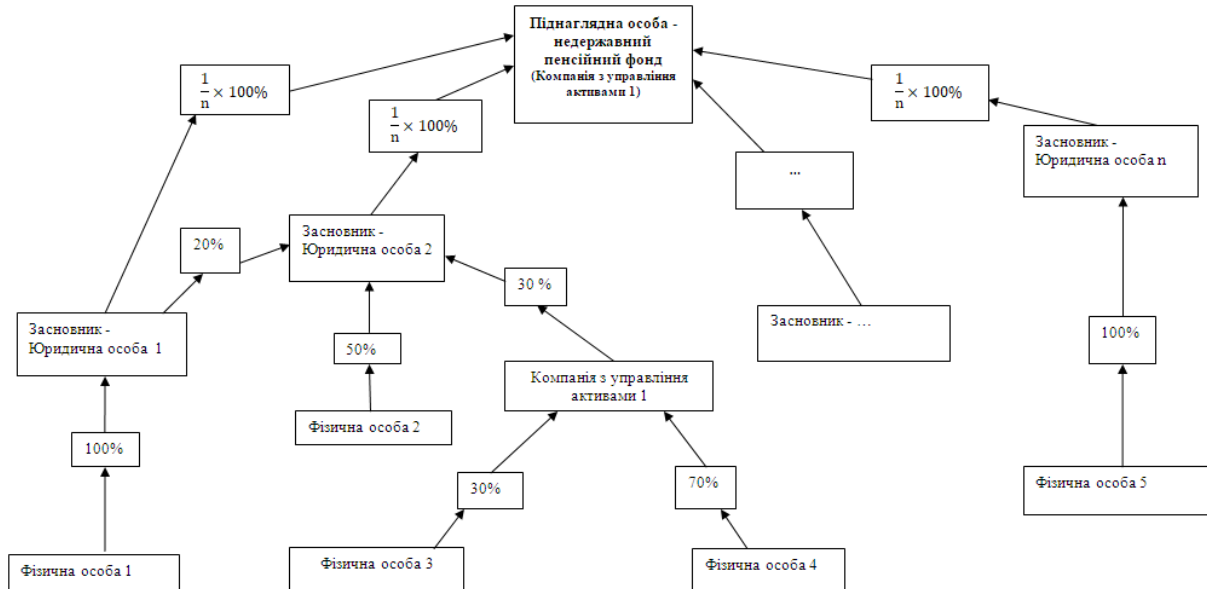 Піднаглядна особа -
недержавний
пенсійний фонд
(Компанія з управління
активами 1)
1/n × 100%
1/n × 100%
1/n × 100%
Засновник -
Юридична особа n
...
20%
Засновник -
Юридична особа 2
30 %
Засновник -
Юридична особа 1
50%
Засновник - ...
100%
Компанія з управління
активами 1
Фізична особа 2
100%
30%
70%
Фізична особа 5
Фізична особа 1
Фізична особа 3
Фізична особа 4